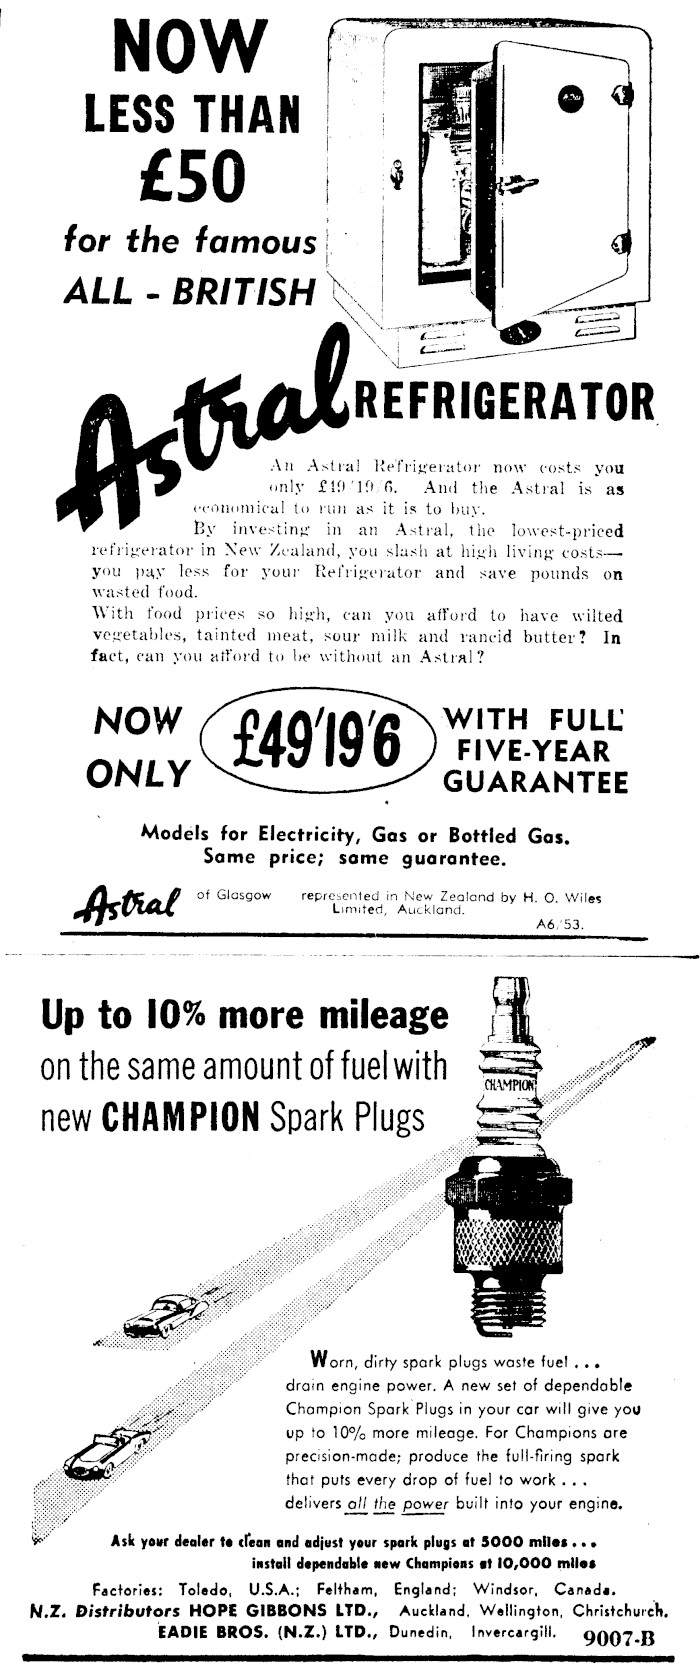 NOW
LESS THAN
£50
for the famous
ALL - BRITISH
Astral REFRIGERATOR
An Astral Refrigerator now costs you
only £49/19/6. And the Astral is as
economical to run as it is to buy.
By investing in an Astral, the lowest-priced
refrigerator in New Zealand, you slash at high living costs—
you pay less for your Refrigerator and save pounds on
wasted food.
With food prices so high, can you afford to have wilted
vegetables, tainted meat, sour milk and rancid butter? In
fact, can you afford to be without an Astral?
NOW
ONLY
£49'19'6
WITH FULL
FIVE-YEAR
GUARANTEE
Models for Electricity, Gas or Bottled Gas.
Same price; same guarantee.
Astral of Glasgow represented in New Zealand by H. O. Wiles
Limited, Auckland.
A6/53.
Up to 10% more mileage
on the same amount of fuel with
new CHAMPION Spark Plugs
CHAMPION
Worn, dirty spark plugs waste fuel . . .
drain engine power. A new set of dependable
Champion Spark Plugs in your car will give you
up to 10% more mileage. For Champions are
precision-made; produce the full-firing spark
that puts every drop of fuel to work . . .
delivers all the power built into your engine.
Ask your dealer to clean and adjust your spark plugs at 5000 miles . . .
install dependable new Champions at 10,000 miles
Factories: Toledo, U.S.A.; Feltham, England; Windsor, Canada.
N.Z. Distributors HOPE GIBBONS LTD., Auckland, Wellington, Christchurch.
EADIE BROS. (N.Z.) LTD., Dunedin, Invercargill. 9007-B